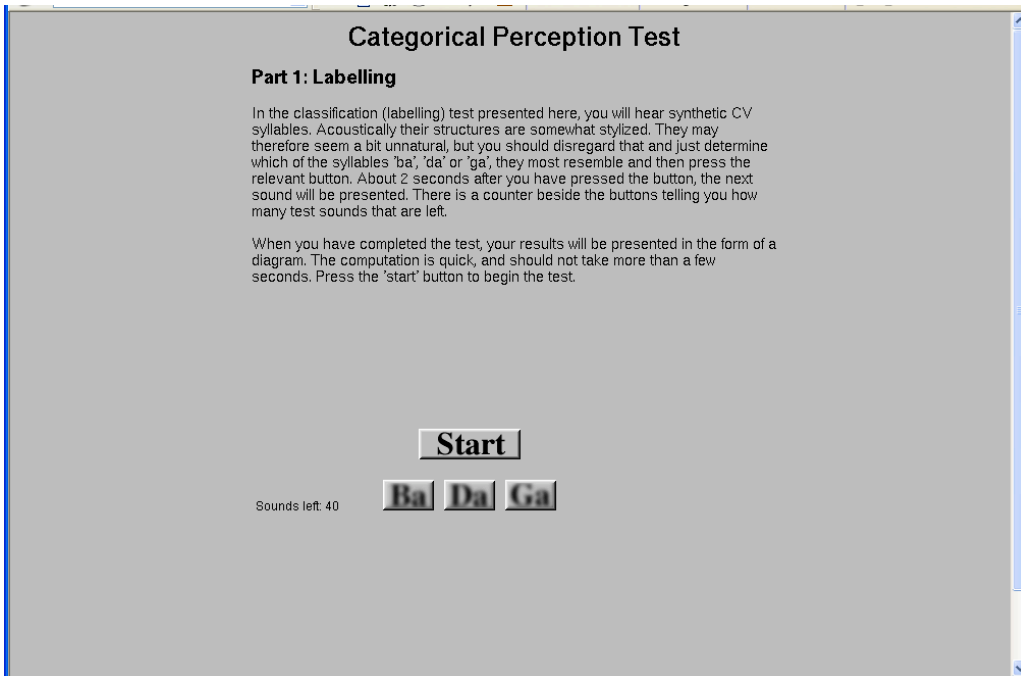 Categorical Perception Test
Part 1: Labelling
In the classification (labelling) test presented here, you will hear synthetic CV
syllables. Acoustically their structures are somewhat stylized. They may
therefore seem a bit unnatural, but you should disregard that and just determine
which of the syllables 'ba', 'da' or 'ga', they most resemble and then press the
relevant button. About 2 seconds after you have pressed the button, the next
sound will be presented. There is a counter beside the buttons telling you how
many test sounds that are left.
When you have completed the test, your results will be presented in the form of a
diagram. The computation is quick, and should not take more than a few
seconds. Press the 'start' button to begin the test.
Start
Sounds left: 40 Ba Da Ga